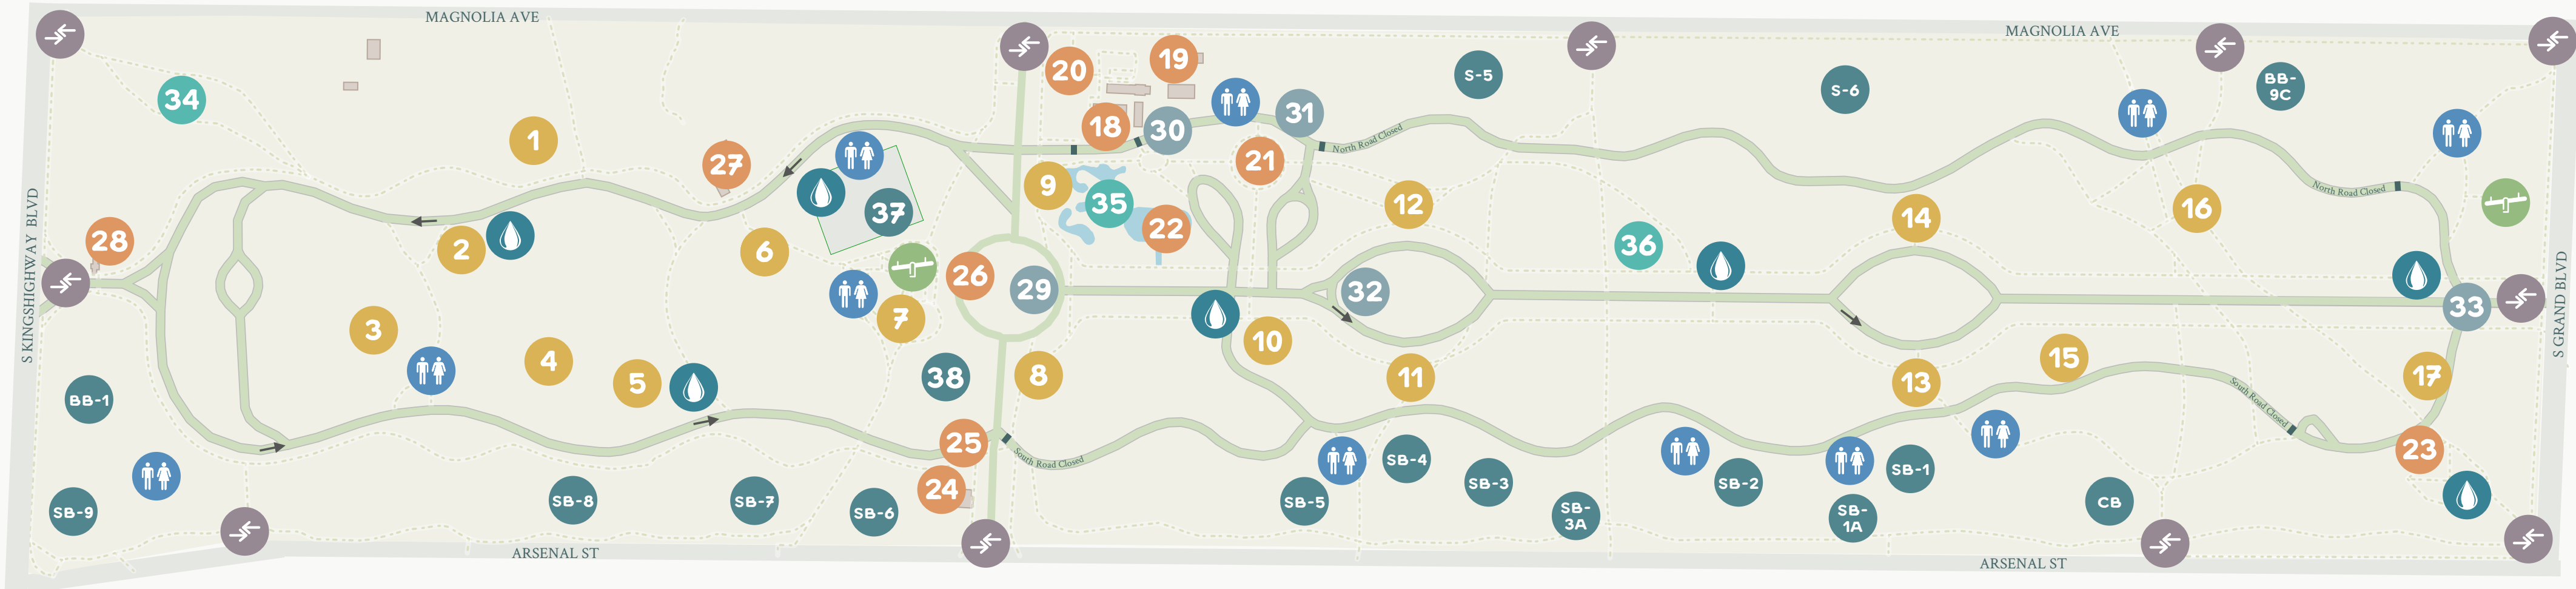 MAGNOLIA AVE
MAGNOLIA AVE
20
19
S-5
S-6
BB-
9C
34
1
18
30
31
North Road Closed
27
21
9
35
12
16
North Road Closed
37
22
14
28
2
6
36
26
29
32
33
S KINGSHIGHWAY BLVD
S GRAND BLVD
3
7
10
4
5
38
8
11
13
15
17
BB-1
South Road Closed
25
South Road Closed
23
SB-4
SB-1
24
SB-3
SB-2
SB-9
SB-8
SB-7
SB-6
SB-5
SB-
3A
SB-
1A
CB
ARSENAL ST
ARSENAL ST